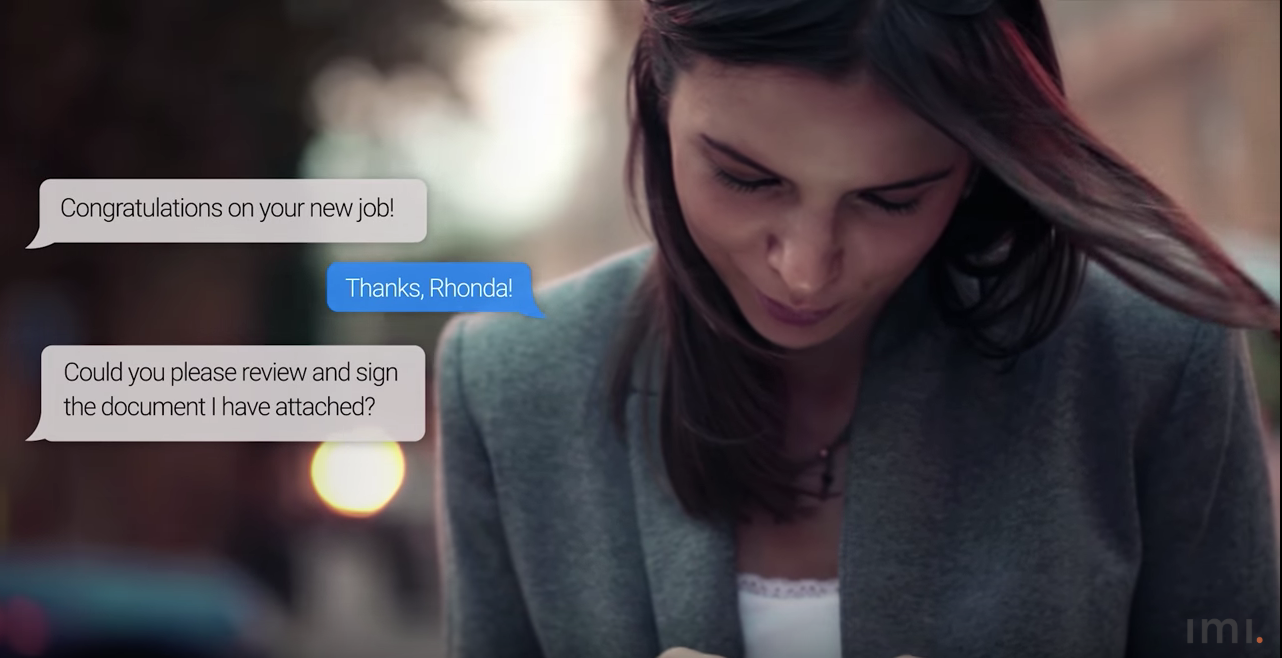 Congratulations on your new job!
Thanks, Rhonda!
Could you please review and sign
the document I have attached?
imi.